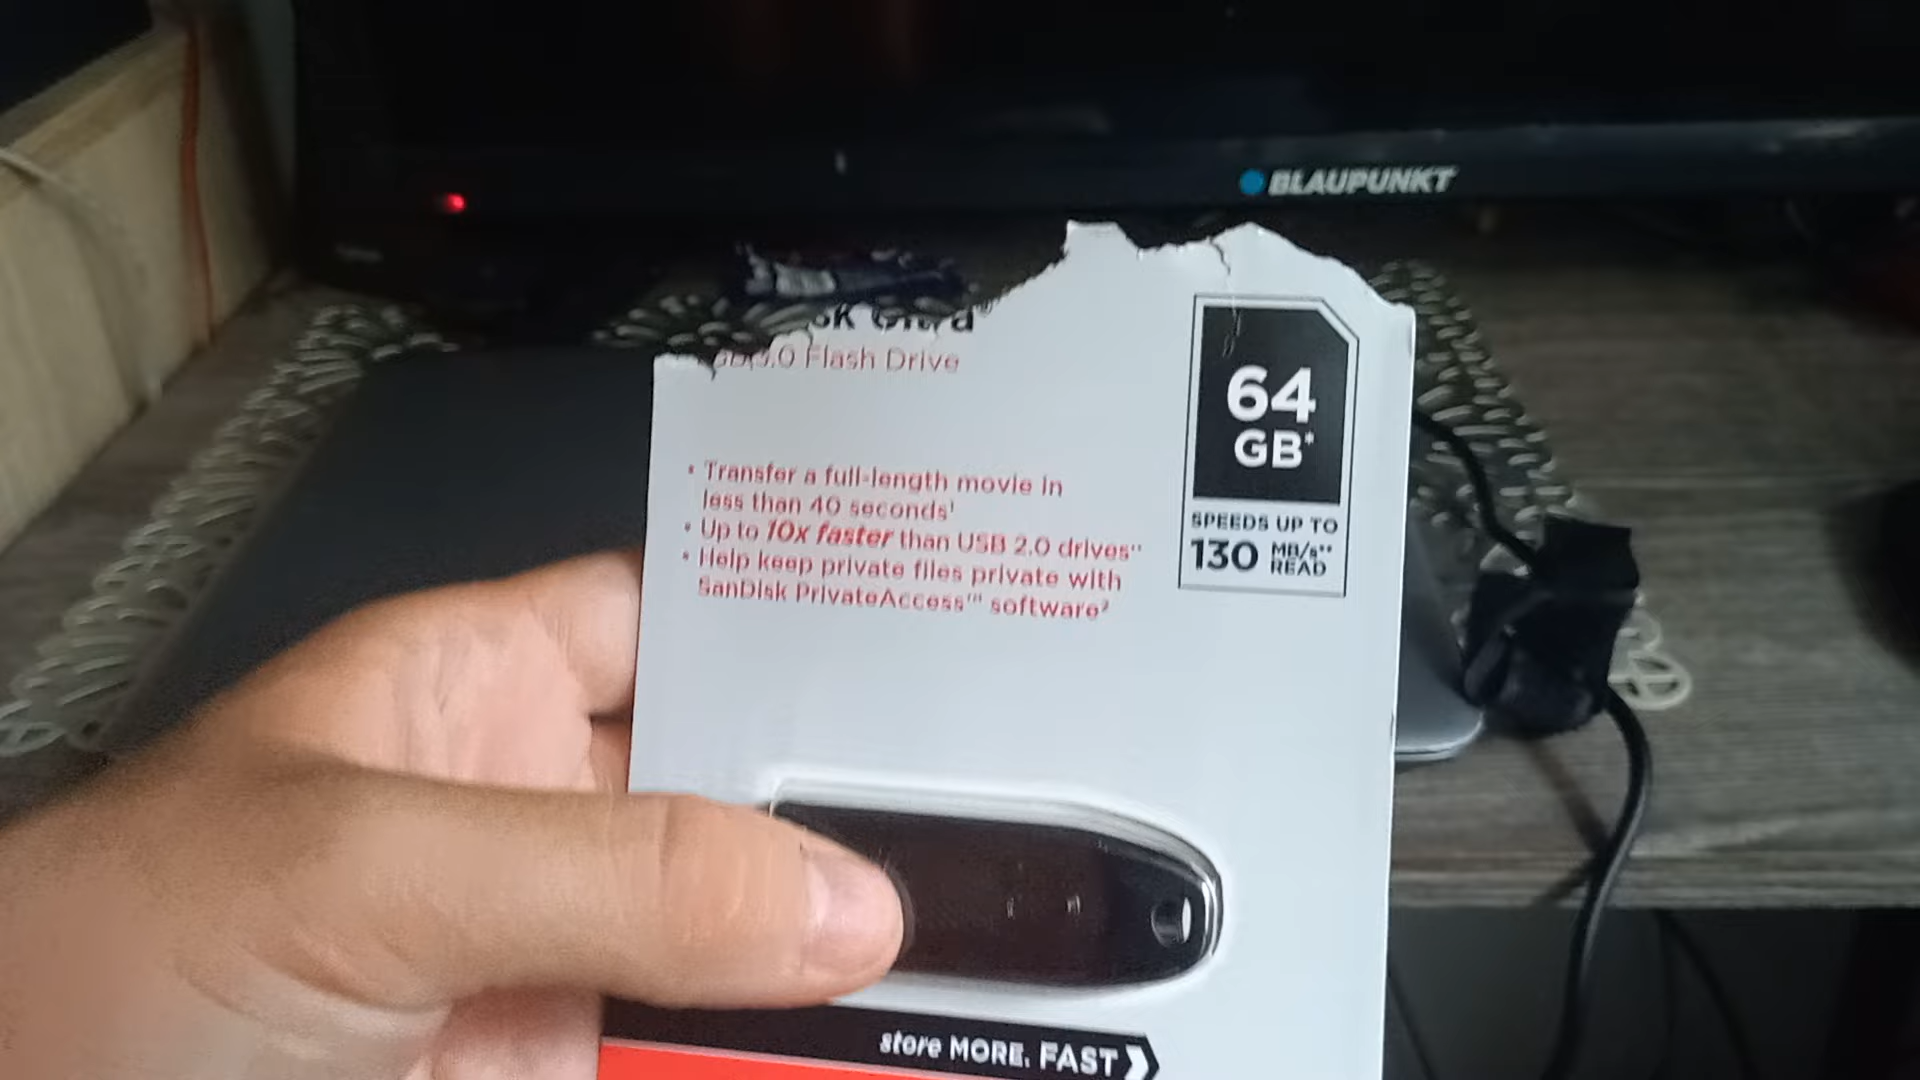 BLAUPUNKT
Flash Drive
64
GB*
• Transfer a full-length movie in
less than 40 seconds¹
• Up to 10x faster than USB 2.0 drives**
• Help keep private files private with
SanDisk PrivateAccess™ software²
SPEEDS UP TO
130 MB/s**
READ
store MORE. FAST